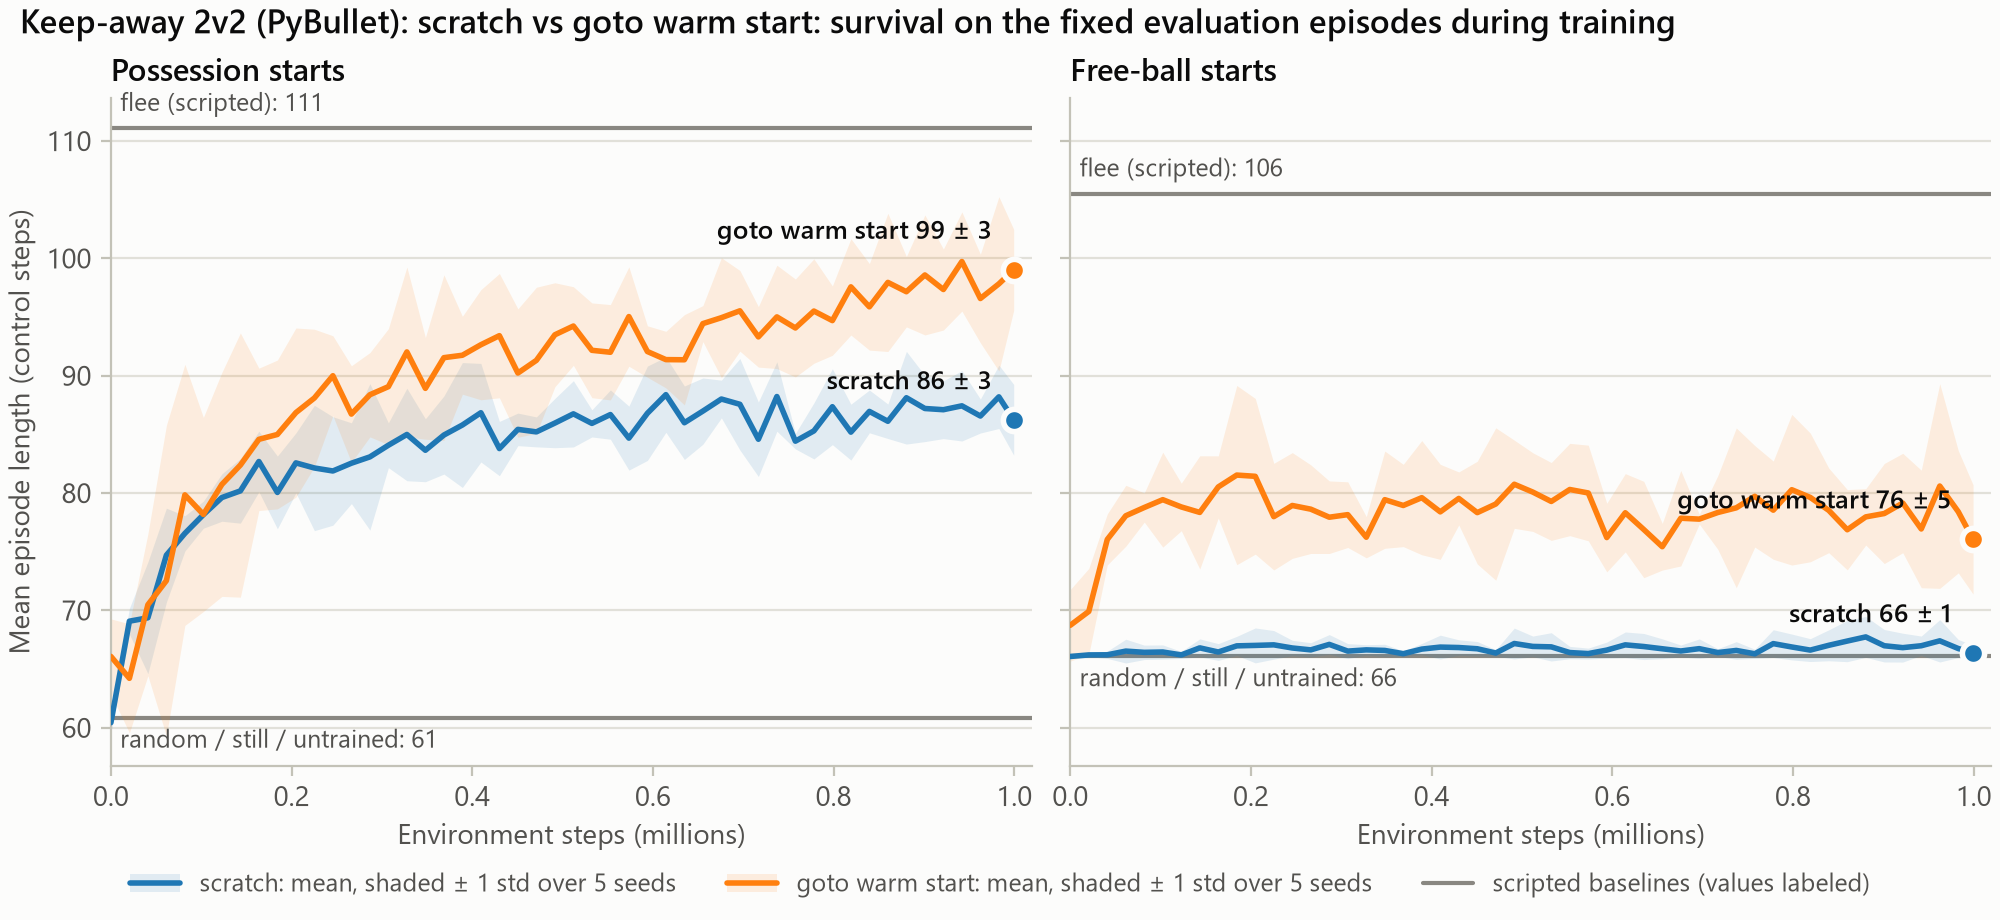 Keep-away 2v2 (PyBullet): scratch vs goto warm start: survival on the fixed evaluation episodes during training
Possession starts
flee (scripted): 111
110
100
90
80
70
60
Mean episode length (control steps)
goto warm start 99 ± 3
scratch 86 ± 3
random / still / untrained: 61
0.0 0.2 0.4 0.6 0.8 1.0
Environment steps (millions)
Free-ball starts
flee (scripted): 106
goto warm start 76 ± 5
scratch 66 ± 1
random / still / untrained: 66
0.0 0.2 0.4 0.6 0.8 1.0
Environment steps (millions)
scratch: mean, shaded ± 1 std over 5 seeds
goto warm start: mean, shaded ± 1 std over 5 seeds
scripted baselines (values labeled)